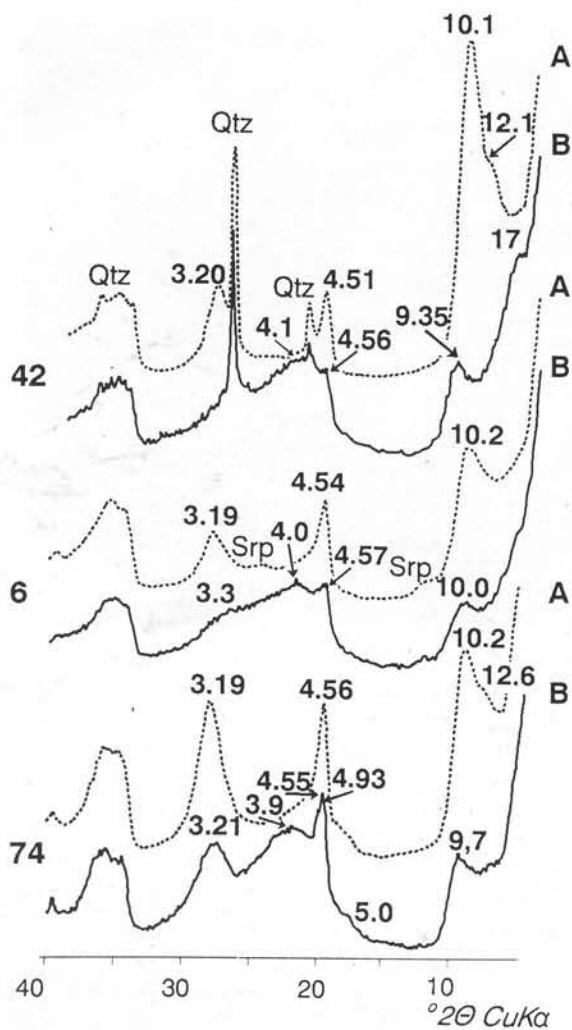 10.1
A
12.1
Qtz
B
17
Qtz
3.20
Qtz
4.51
A
4.1
4.56
9.35
42
B
10.2
4.54
3.19
4.0
Srp
4.57
Srp
6
3.3
10.0
A
10.2
3.19
4.56
12.6
B
4.55
4.93
3.9
3.21
9,7
74
5.0
40 30 20 10
°2Θ CuKα